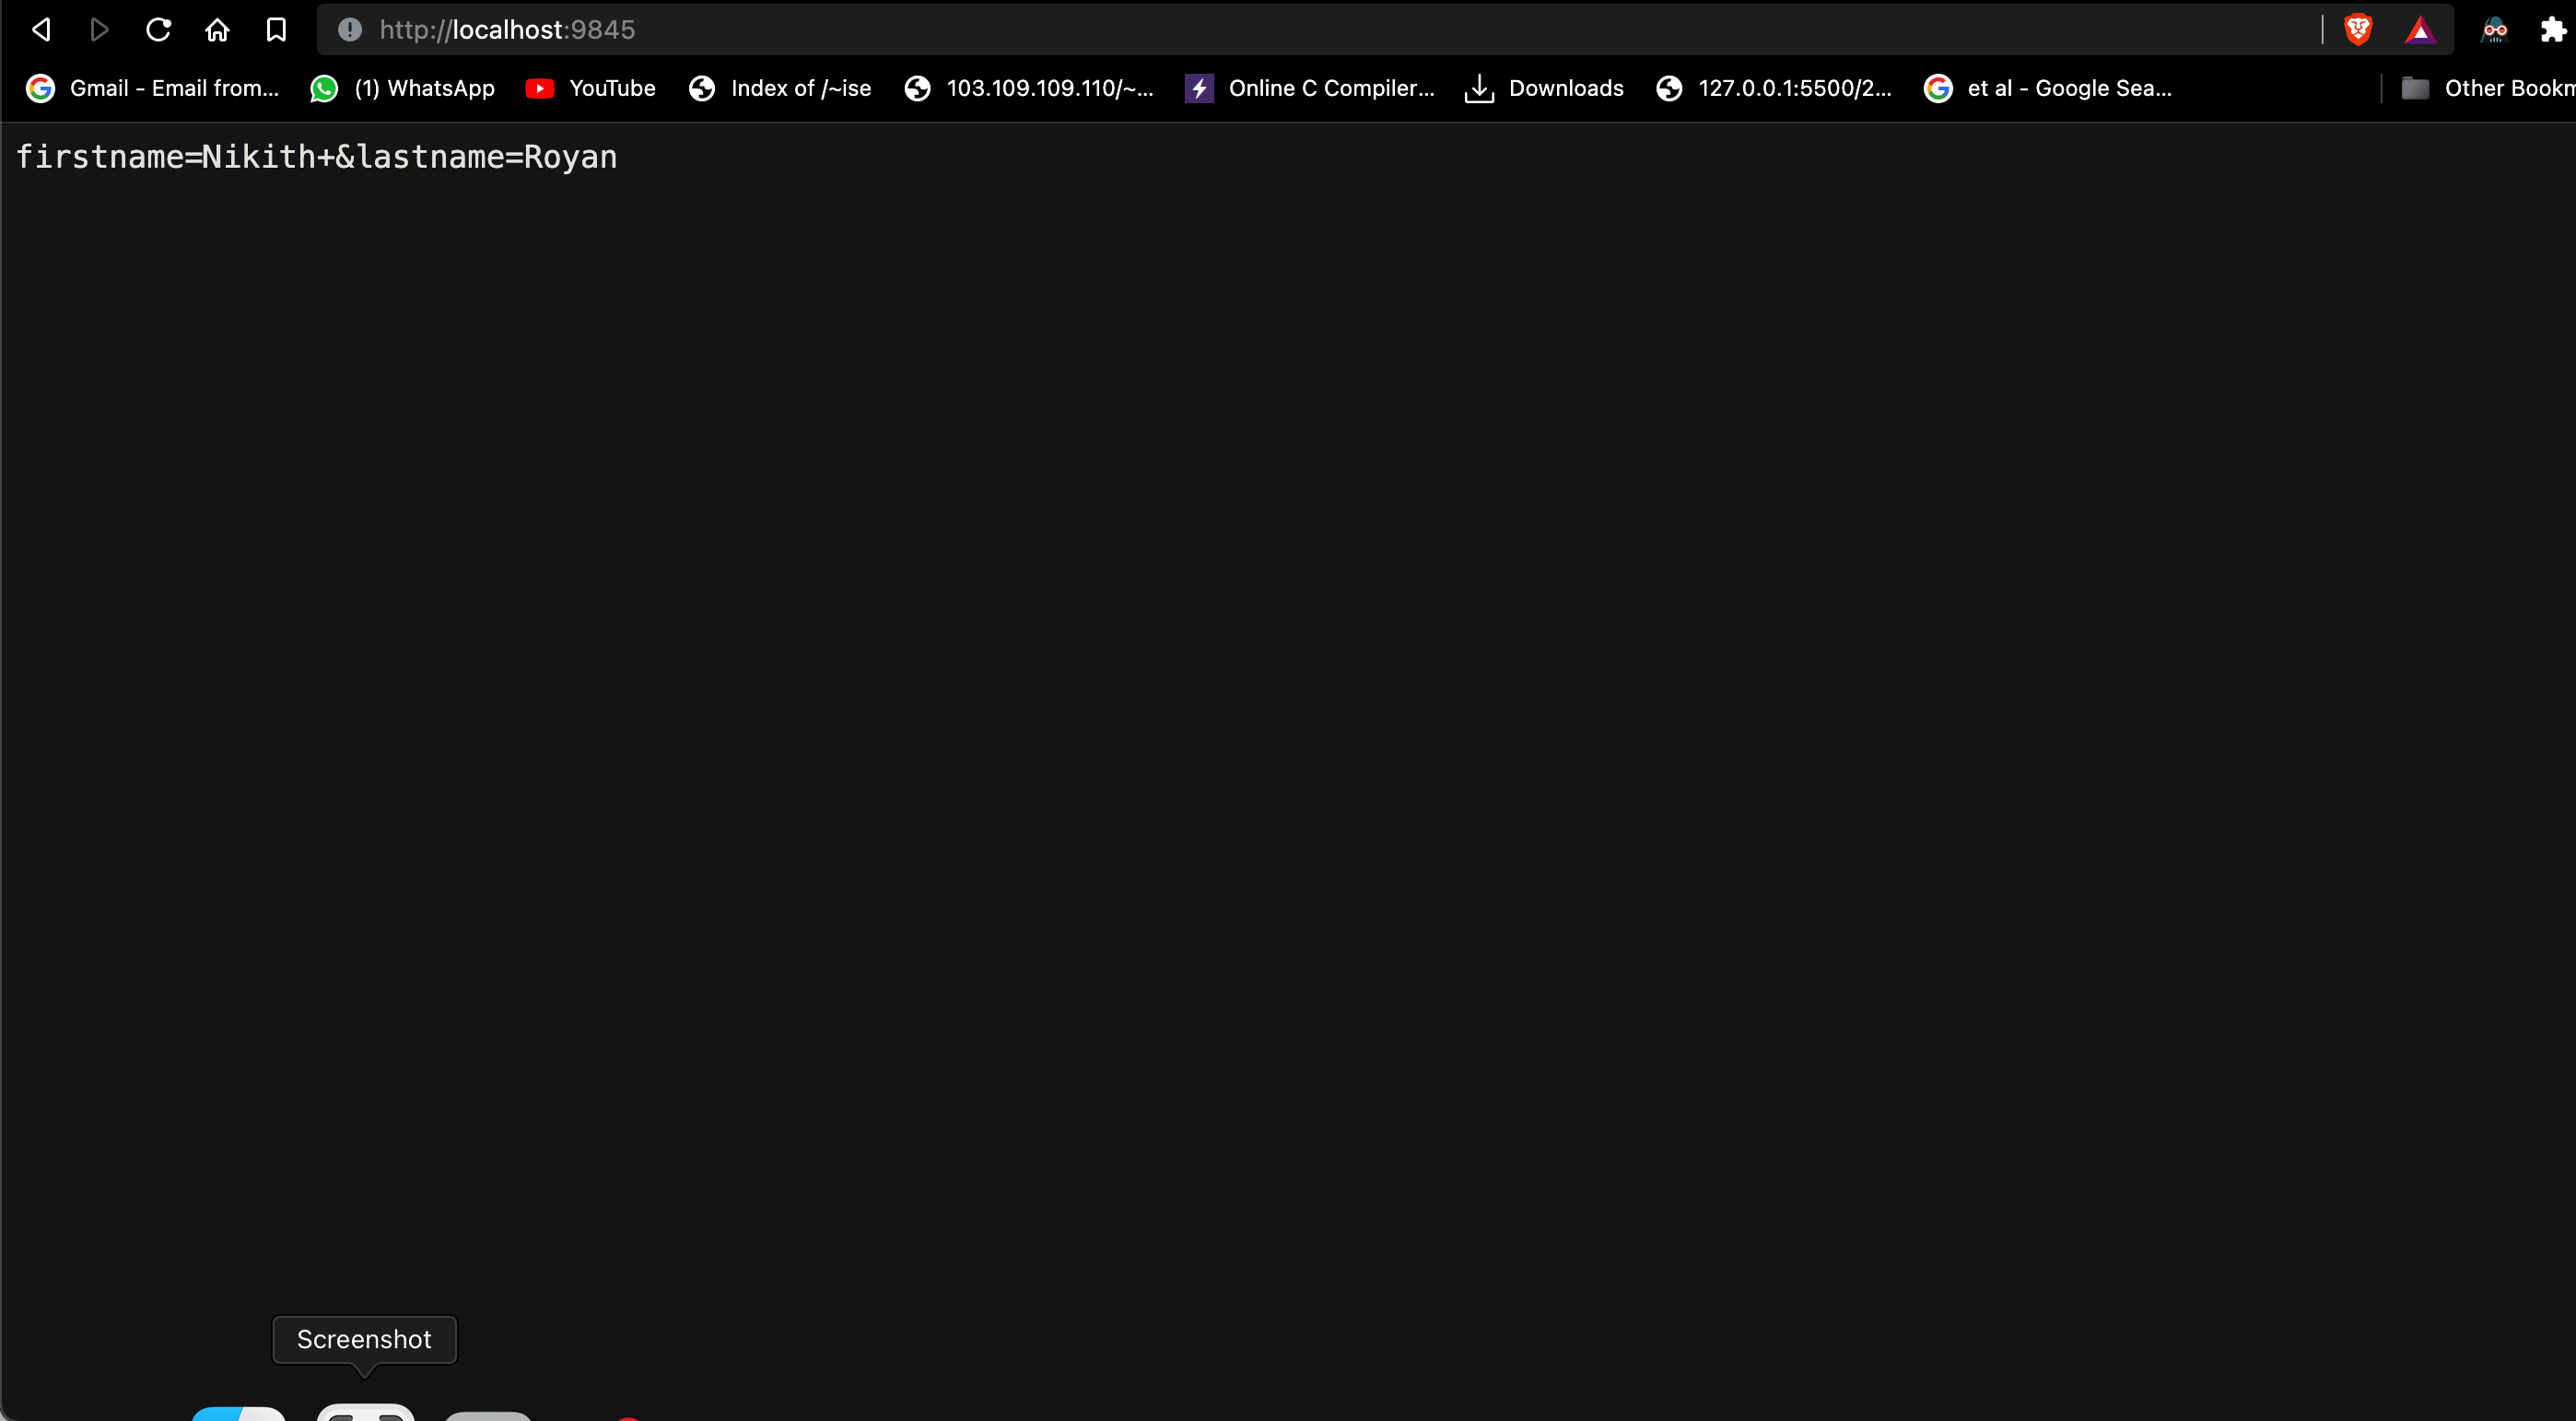 http://localhost:9845
Gmail - Email from... (1) WhatsApp YouTube Index of /~ise 103.109.109.110/~... Online C Compiler... Downloads 127.0.0.1:5500/2... et al - Google Sea... Other Bookm
firstname=Nikith+&lastname=Royan
Screenshot